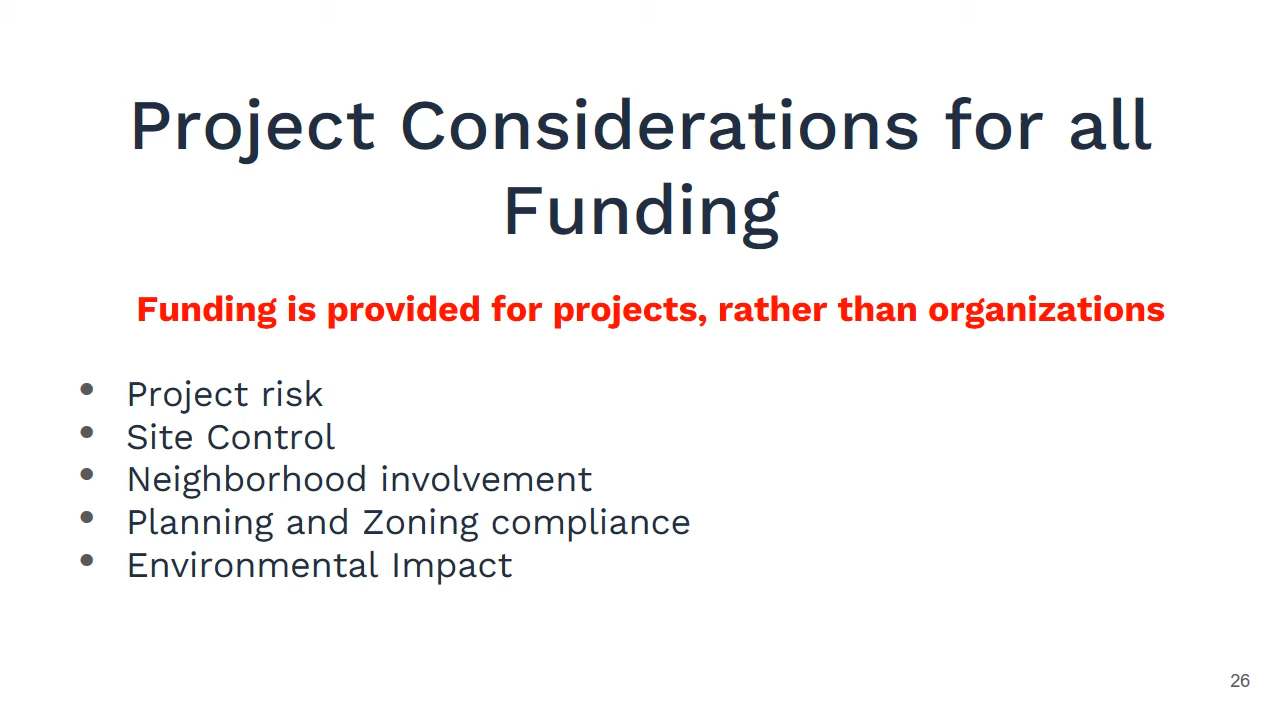 Project Considerations for all
Funding
Funding is provided for projects, rather than organizations
• Project risk
• Site Control
• Neighborhood involvement
• Planning and Zoning compliance
• Environmental Impact
26